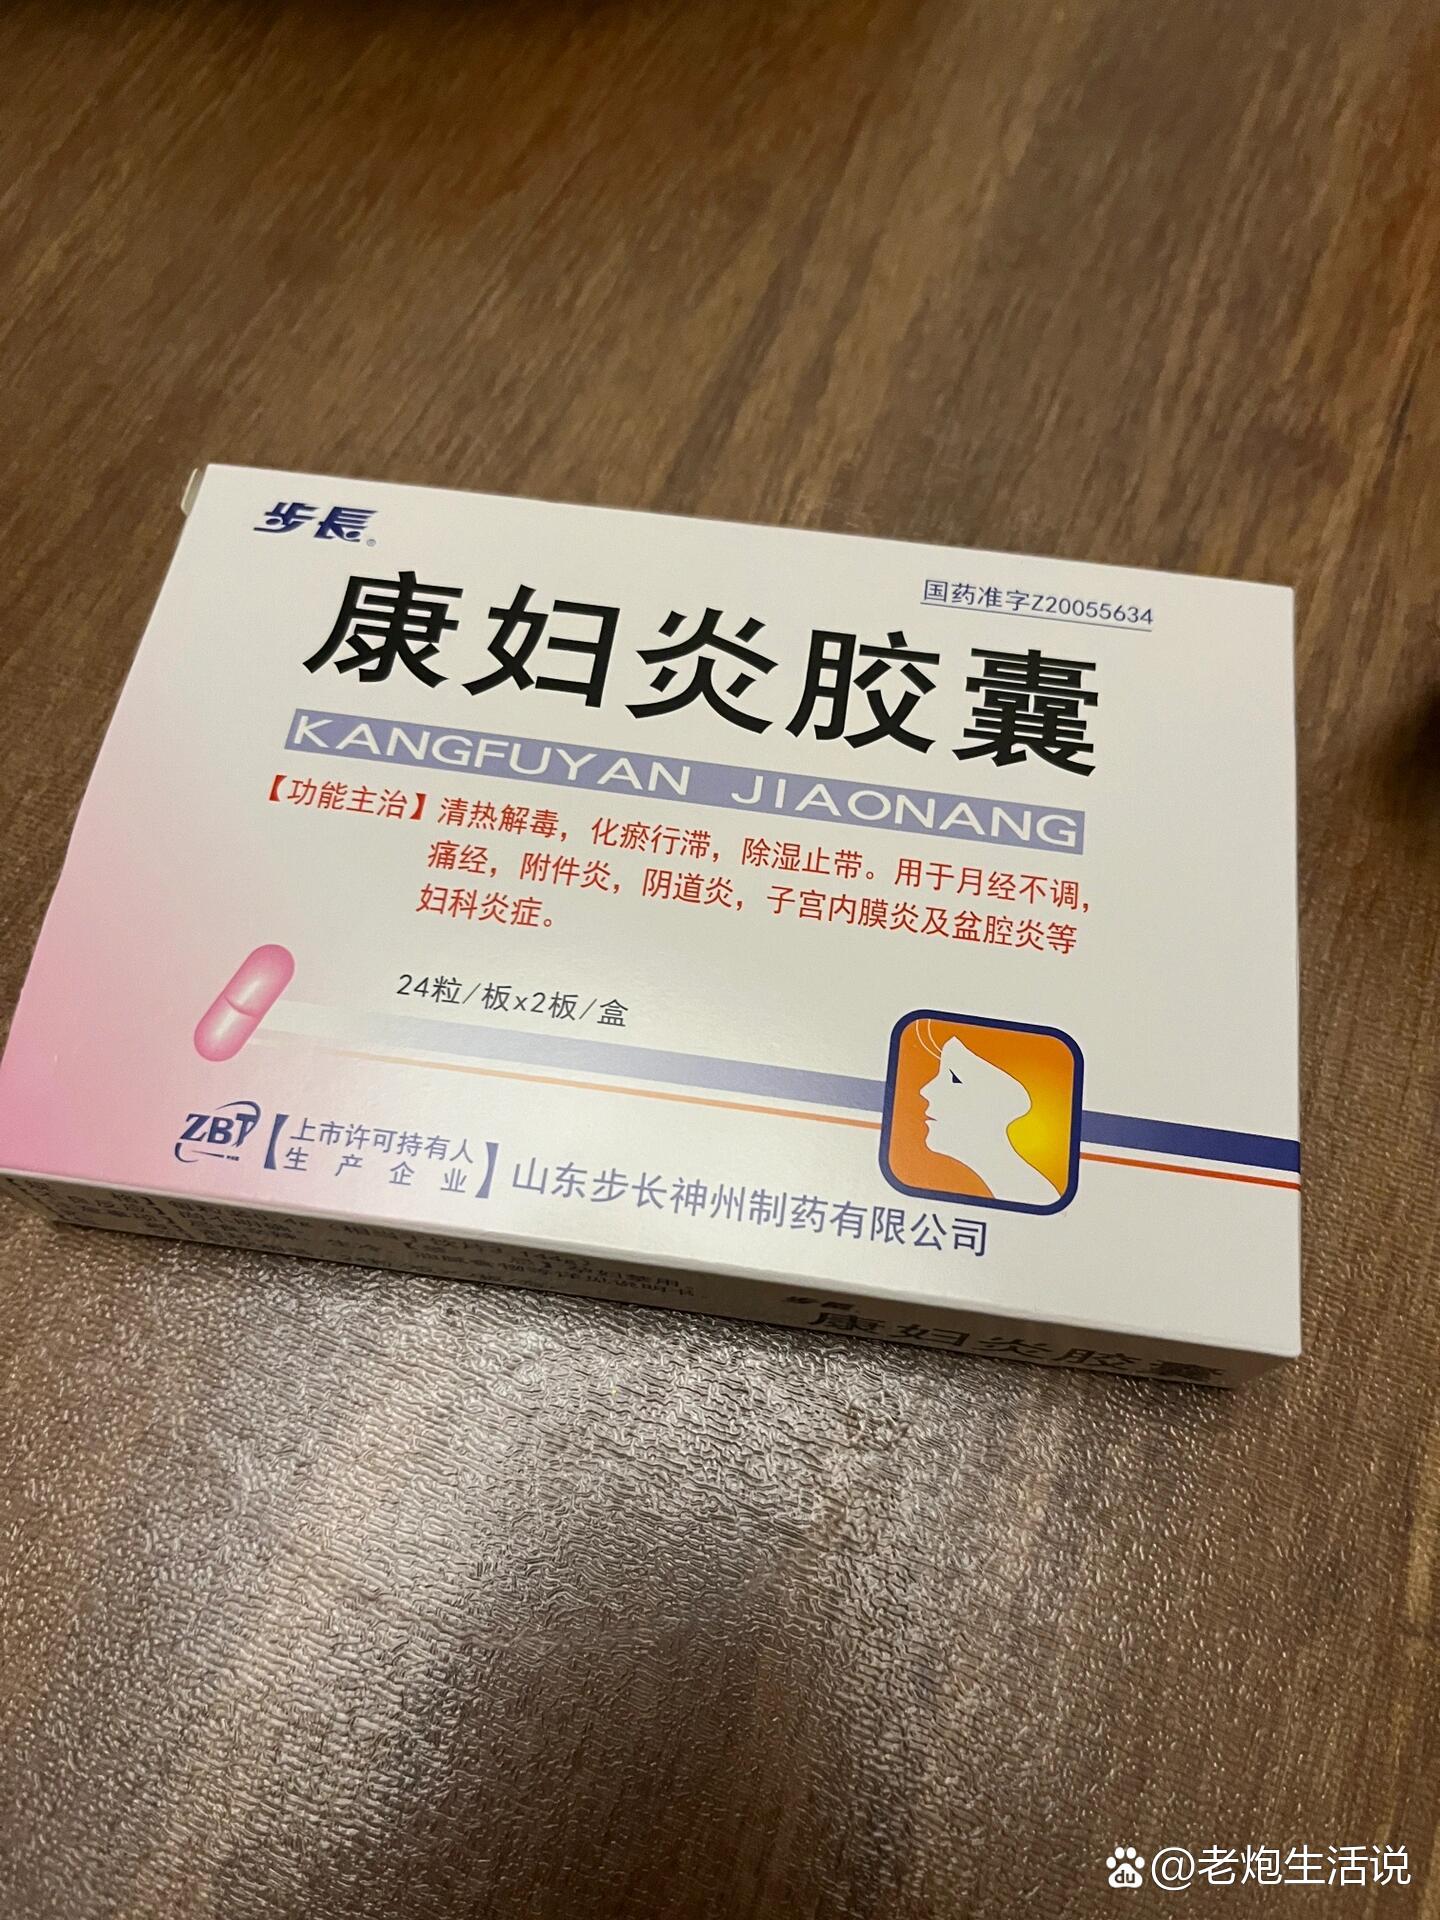 步長®
国药准字Z20055634
康妇炎胶囊
KANGFUYAN JIAONANG
【功能主治】清热解毒，化瘀行滞，除湿止带。用于月经不调，
痛经，附件炎，阴道炎，子宫内膜炎及盆腔炎等
妇科炎症。
24粒/板x2板/盒
ZBT【上市许可持有人
生产企业】山东步长神州制药有限公司
步長
康妇炎胶囊
@老炮生活说